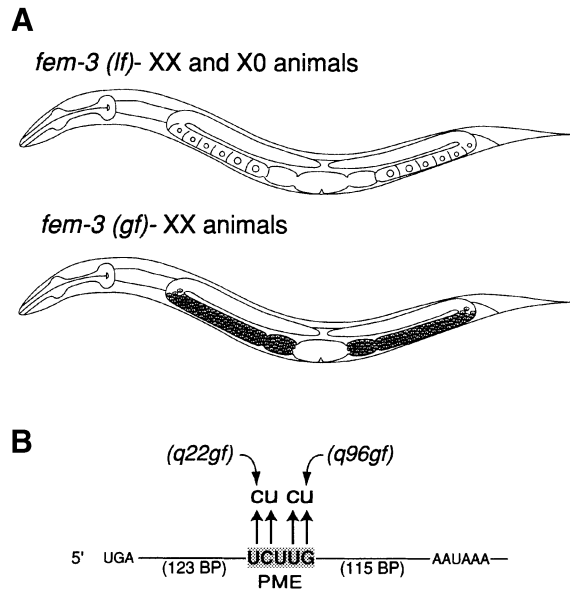 A
fem-3 (lf)- XX and X0 animals
fem-3 (gf)- XX animals
B
(q22gf) (q96gf)
CU CU
5' UGA UCUUG AAUAAA
(123 BP) (115 BP)
PME